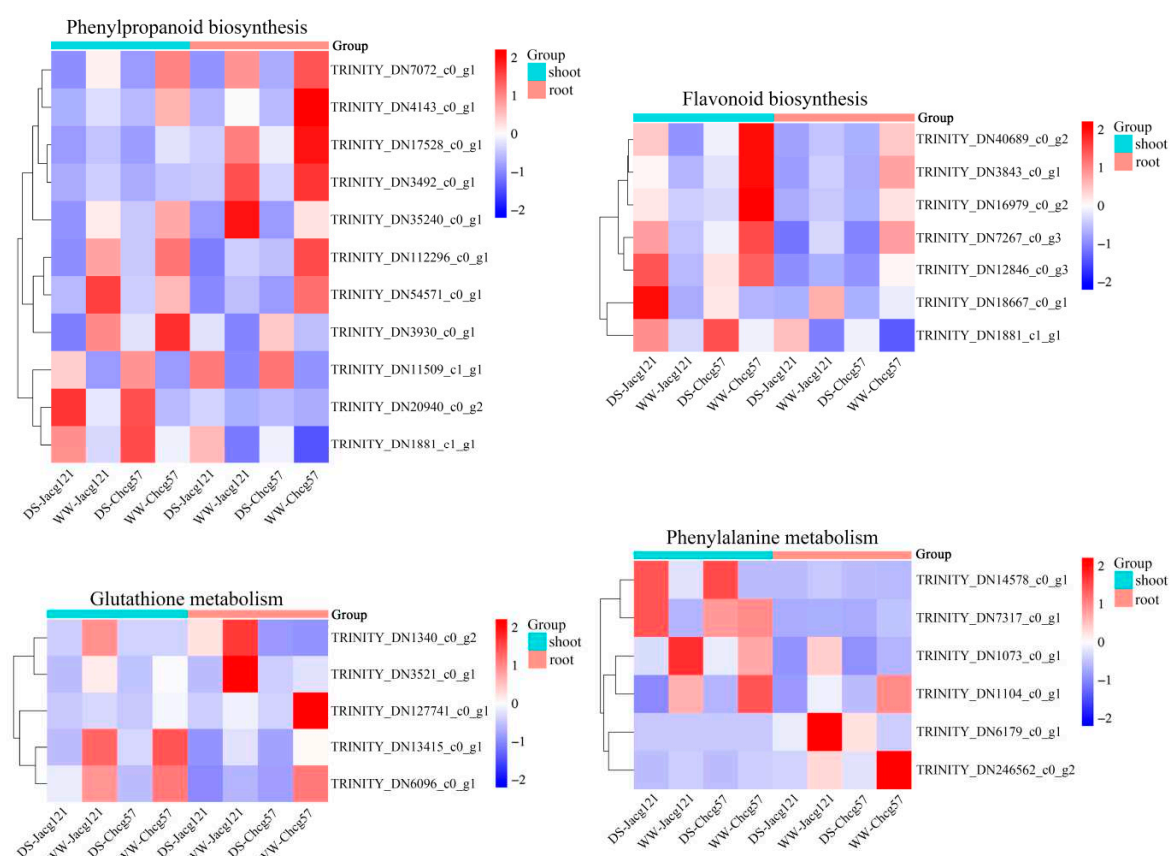 Phenylpropanoid biosynthesis
Group
TRINITY_DN7072_c0_g1
TRINITY_DN4143_c0_g1
TRINITY_DN17528_c0_g1
TRINITY_DN3492_c0_g1
TRINITY_DN35240_c0_g1
TRINITY_DN112296_c0_g1
TRINITY_DN54571_c0_g1
TRINITY_DN3930_c0_g1
TRINITY_DN11509_c1_g1
TRINITY_DN20940_c0_g2
TRINITY_DN1881_c1_g1
DS-Jacg121
WW-Jacg121
DS-Chcg57
WW-Chcg57
DS-Jacg121
WW-Jacg121
DS-Chcg57
WW-Chcg57
2
1
0
−1
−2
Group
shoot
root
Flavonoid biosynthesis
Group
TRINITY_DN40689_c0_g2
TRINITY_DN3843_c0_g1
TRINITY_DN16979_c0_g2
TRINITY_DN7267_c0_g3
TRINITY_DN12846_c0_g3
TRINITY_DN18667_c0_g1
TRINITY_DN1881_c1_g1
DS-Jacg121
WW-Jacg121
DS-Chcg57
WW-Chcg57
DS-Jacg121
WW-Jacg121
DS-Chcg57
WW-Chcg57
2
1
0
−1
−2
Group
shoot
root
Glutathione metabolism
Group
TRINITY_DN1340_c0_g2
TRINITY_DN3521_c0_g1
TRINITY_DN127741_c0_g1
TRINITY_DN13415_c0_g1
TRINITY_DN6096_c0_g1
DS-Jacg121
WW-Jacg121
DS-Chcg57
WW-Chcg57
DS-Jacg121
WW-Jacg121
DS-Chcg57
WW-Chcg57
2
1
0
−1
−2
Group
shoot
root
Phenylalanine metabolism
Group
TRINITY_DN14578_c0_g1
TRINITY_DN7317_c0_g1
TRINITY_DN1073_c0_g1
TRINITY_DN1104_c0_g1
TRINITY_DN6179_c0_g1
TRINITY_DN246562_c0_g2
DS-Jacg121
WW-Jacg121
DS-Chcg57
WW-Chcg57
DS-Jacg121
WW-Jacg121
DS-Chcg57
WW-Chcg57
2
1
0
−1
−2
Group
shoot
root